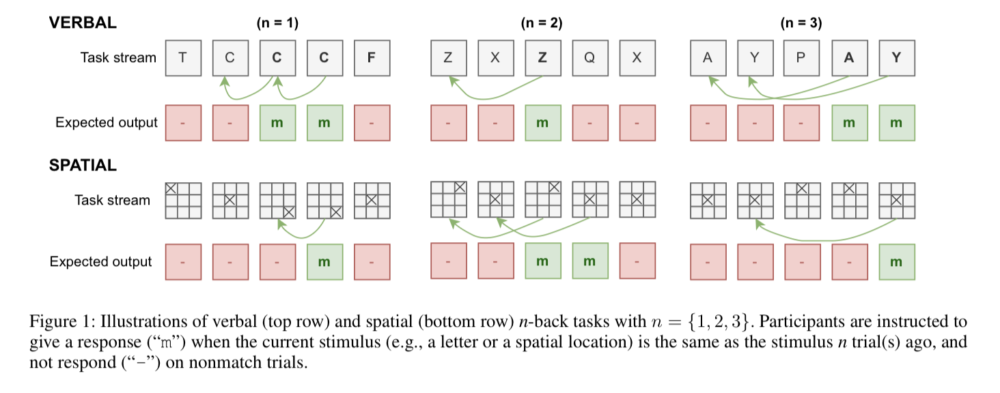 VERBAL (n = 1) (n = 2) (n = 3)
Task stream T C C C F Z X Z Q X A Y P A Y
Expected output - - m m - - - m - - - - - m m
SPATIAL
Task stream
Expected output - - - m - - - m m - - - - - m
Figure 1: Illustrations of verbal (top row) and spatial (bottom row) n-back tasks with n = {1, 2, 3}. Participants are instructed to
give a response (“m”) when the current stimulus (e.g., a letter or a spatial location) is the same as the stimulus n trial(s) ago, and
not respond (“–”) on nonmatch trials.